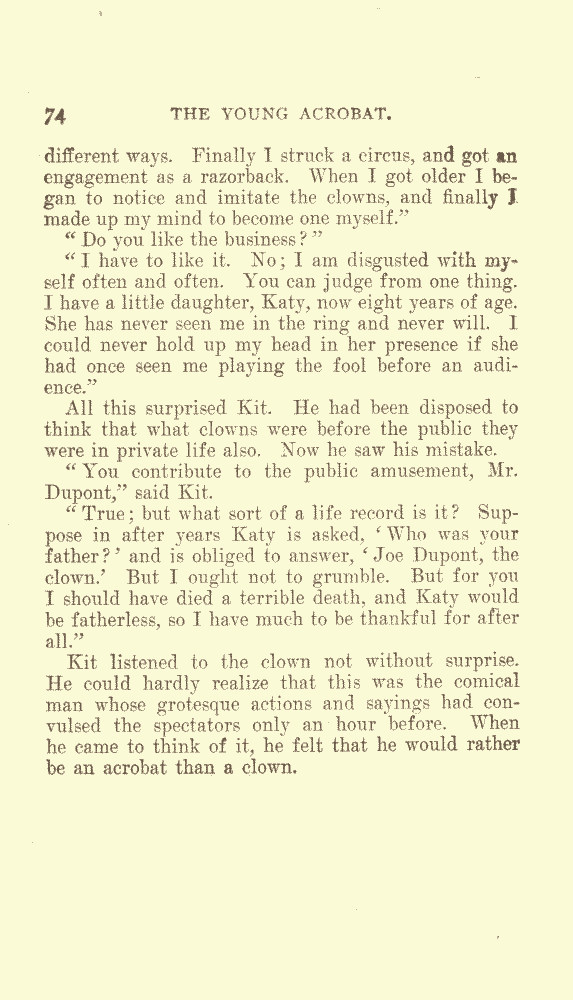 74 THE YOUNG ACROBAT.
different ways. Finally I struck a circus, and got an
engagement as a razorback. When I got older I be-
gan to notice and imitate the clowns, and finally I
made up my mind to become one myself.”
“ Do you like the business ? ”
“ I have to like it. No ; I am disgusted with my-
self often and often. You can judge from one thing.
I have a little daughter, Katy, now eight years of age.
She has never seen me in the ring and never will. I
could never hold up my head in her presence if she
had once seen me playing the fool before an audi-
ence.”
All this surprised Kit. He had been disposed to
think that what clowns were before the public they
were in private life also. Now he saw his mistake.
“ You contribute to the public amusement, Mr.
Dupont,” said Kit.
“ True ; but what sort of a life record is it ? Sup-
pose in after years Katy is asked, ‘ Who was your
father ? ’ and is obliged to answer, ‘ Joe Dupont, the
clown.’ But I ought not to grumble. But for you
I should have died a terrible death, and Katy would
be fatherless, so I have much to be thankful for after
all.”
Kit listened to the clown not without surprise.
He could hardly realize that this was the comical
man whose grotesque actions and sayings had con-
vulsed the spectators only an hour before. When
he came to think of it, he felt that he would rather
be an acrobat than a clown.